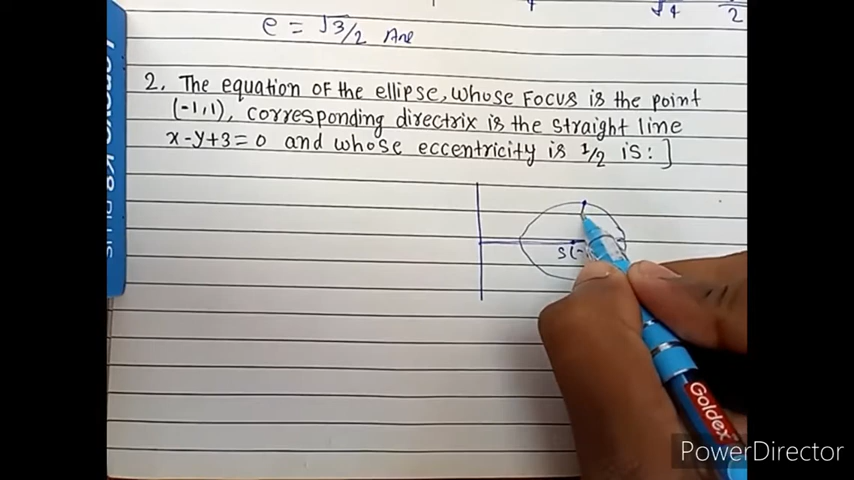 e = √3/2 Ans
2. The equation of the ellipse, whose Focus is the point
(-1,1), corresponding directrix is the straight line
x-y+3=0 and whose eccentricity is 1/2 is:]
S(-
Goldex
PowerDirector